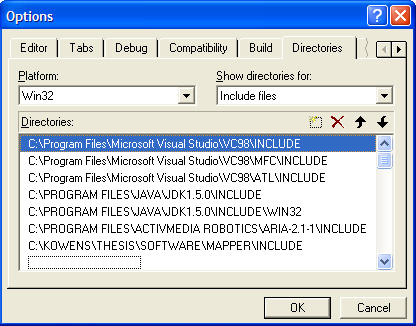 Options
Editor Tabs Debug Compatibility Build Directories
Platform: Show directories for:
Win32 Include files
Directories:
C:\Program Files\Microsoft Visual Studio\VC98\INCLUDE
C:\Program Files\Microsoft Visual Studio\VC98\MFC\INCLUDE
C:\Program Files\Microsoft Visual Studio\VC98\ATL\INCLUDE
C:\PROGRAM FILES\JAVA\JDK1.5.0\INCLUDE
C:\PROGRAM FILES\JAVA\JDK1.5.0\INCLUDE\WIN32
C:\PROGRAM FILES\ACTIVMEDIA ROBOTICS\ARIA-2.1-1\INCLUDE
C:\KOWENS\THESIS\SOFTWARE\MAPPER\INCLUDE
OK Cancel